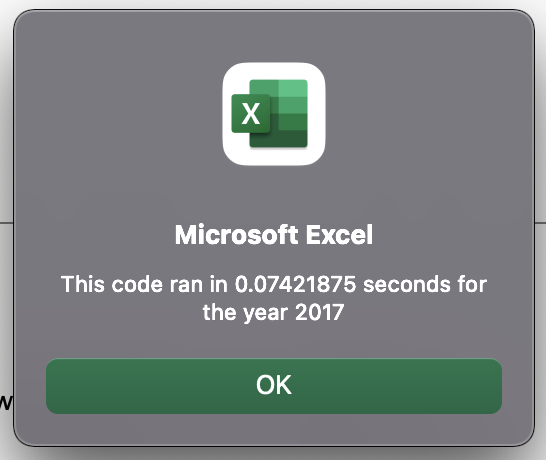 X
Microsoft Excel
This code ran in 0.07421875 seconds for
the year 2017
w
OK